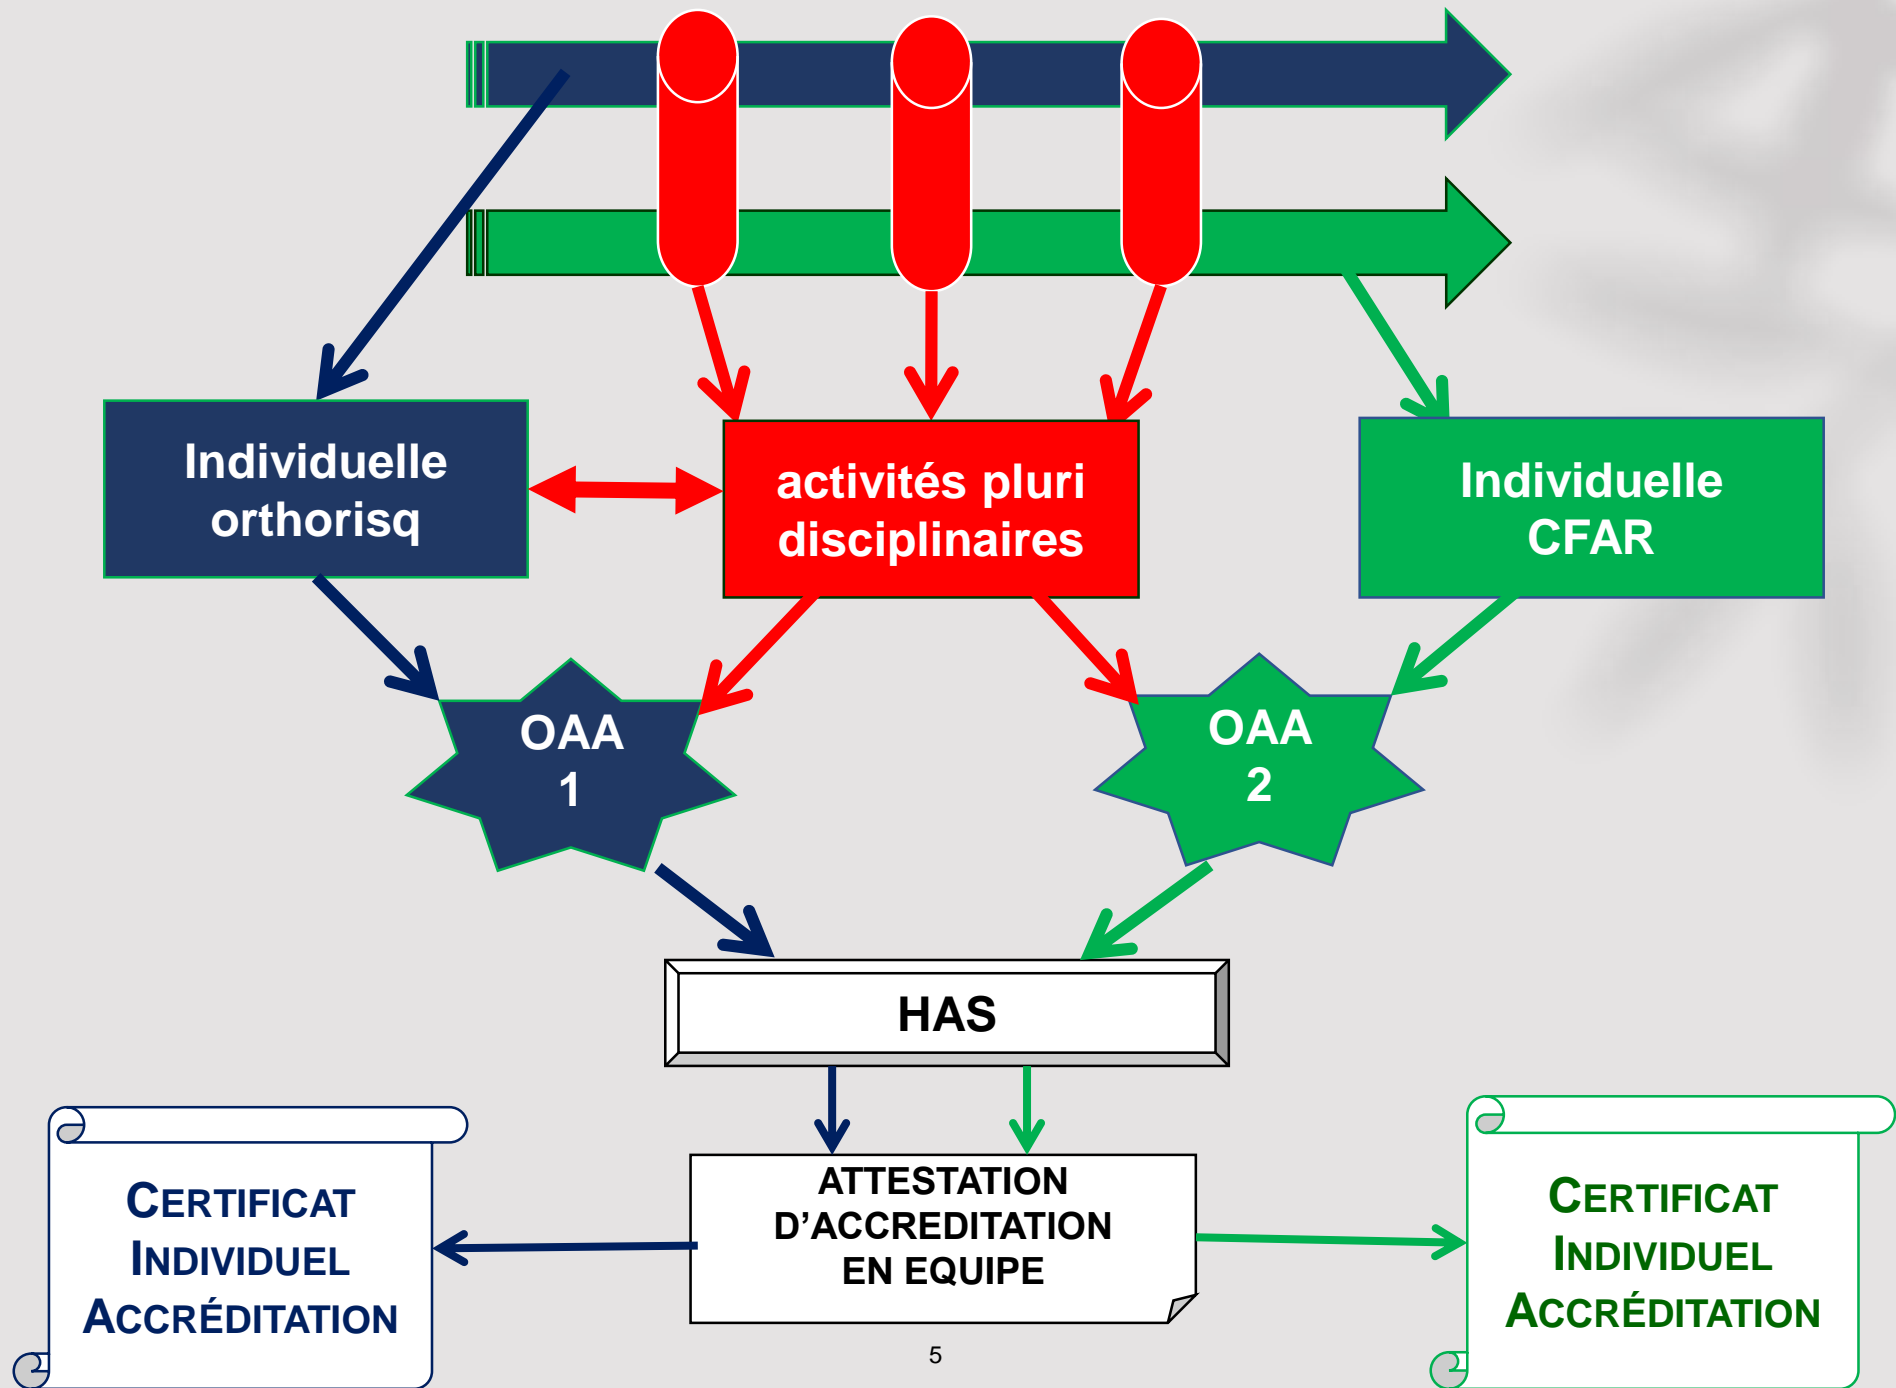 Individuelle
orthorisq
activités pluri
disciplinaires
Individuelle
CFAR
OAA
1
OAA
2
HAS
ATTESTATION
D’ACCREDITATION
EN EQUIPE
CERTIFICAT
INDIVIDUEL
ACCRÉDITATION
CERTIFICAT
INDIVIDUEL
ACCRÉDITATION
5